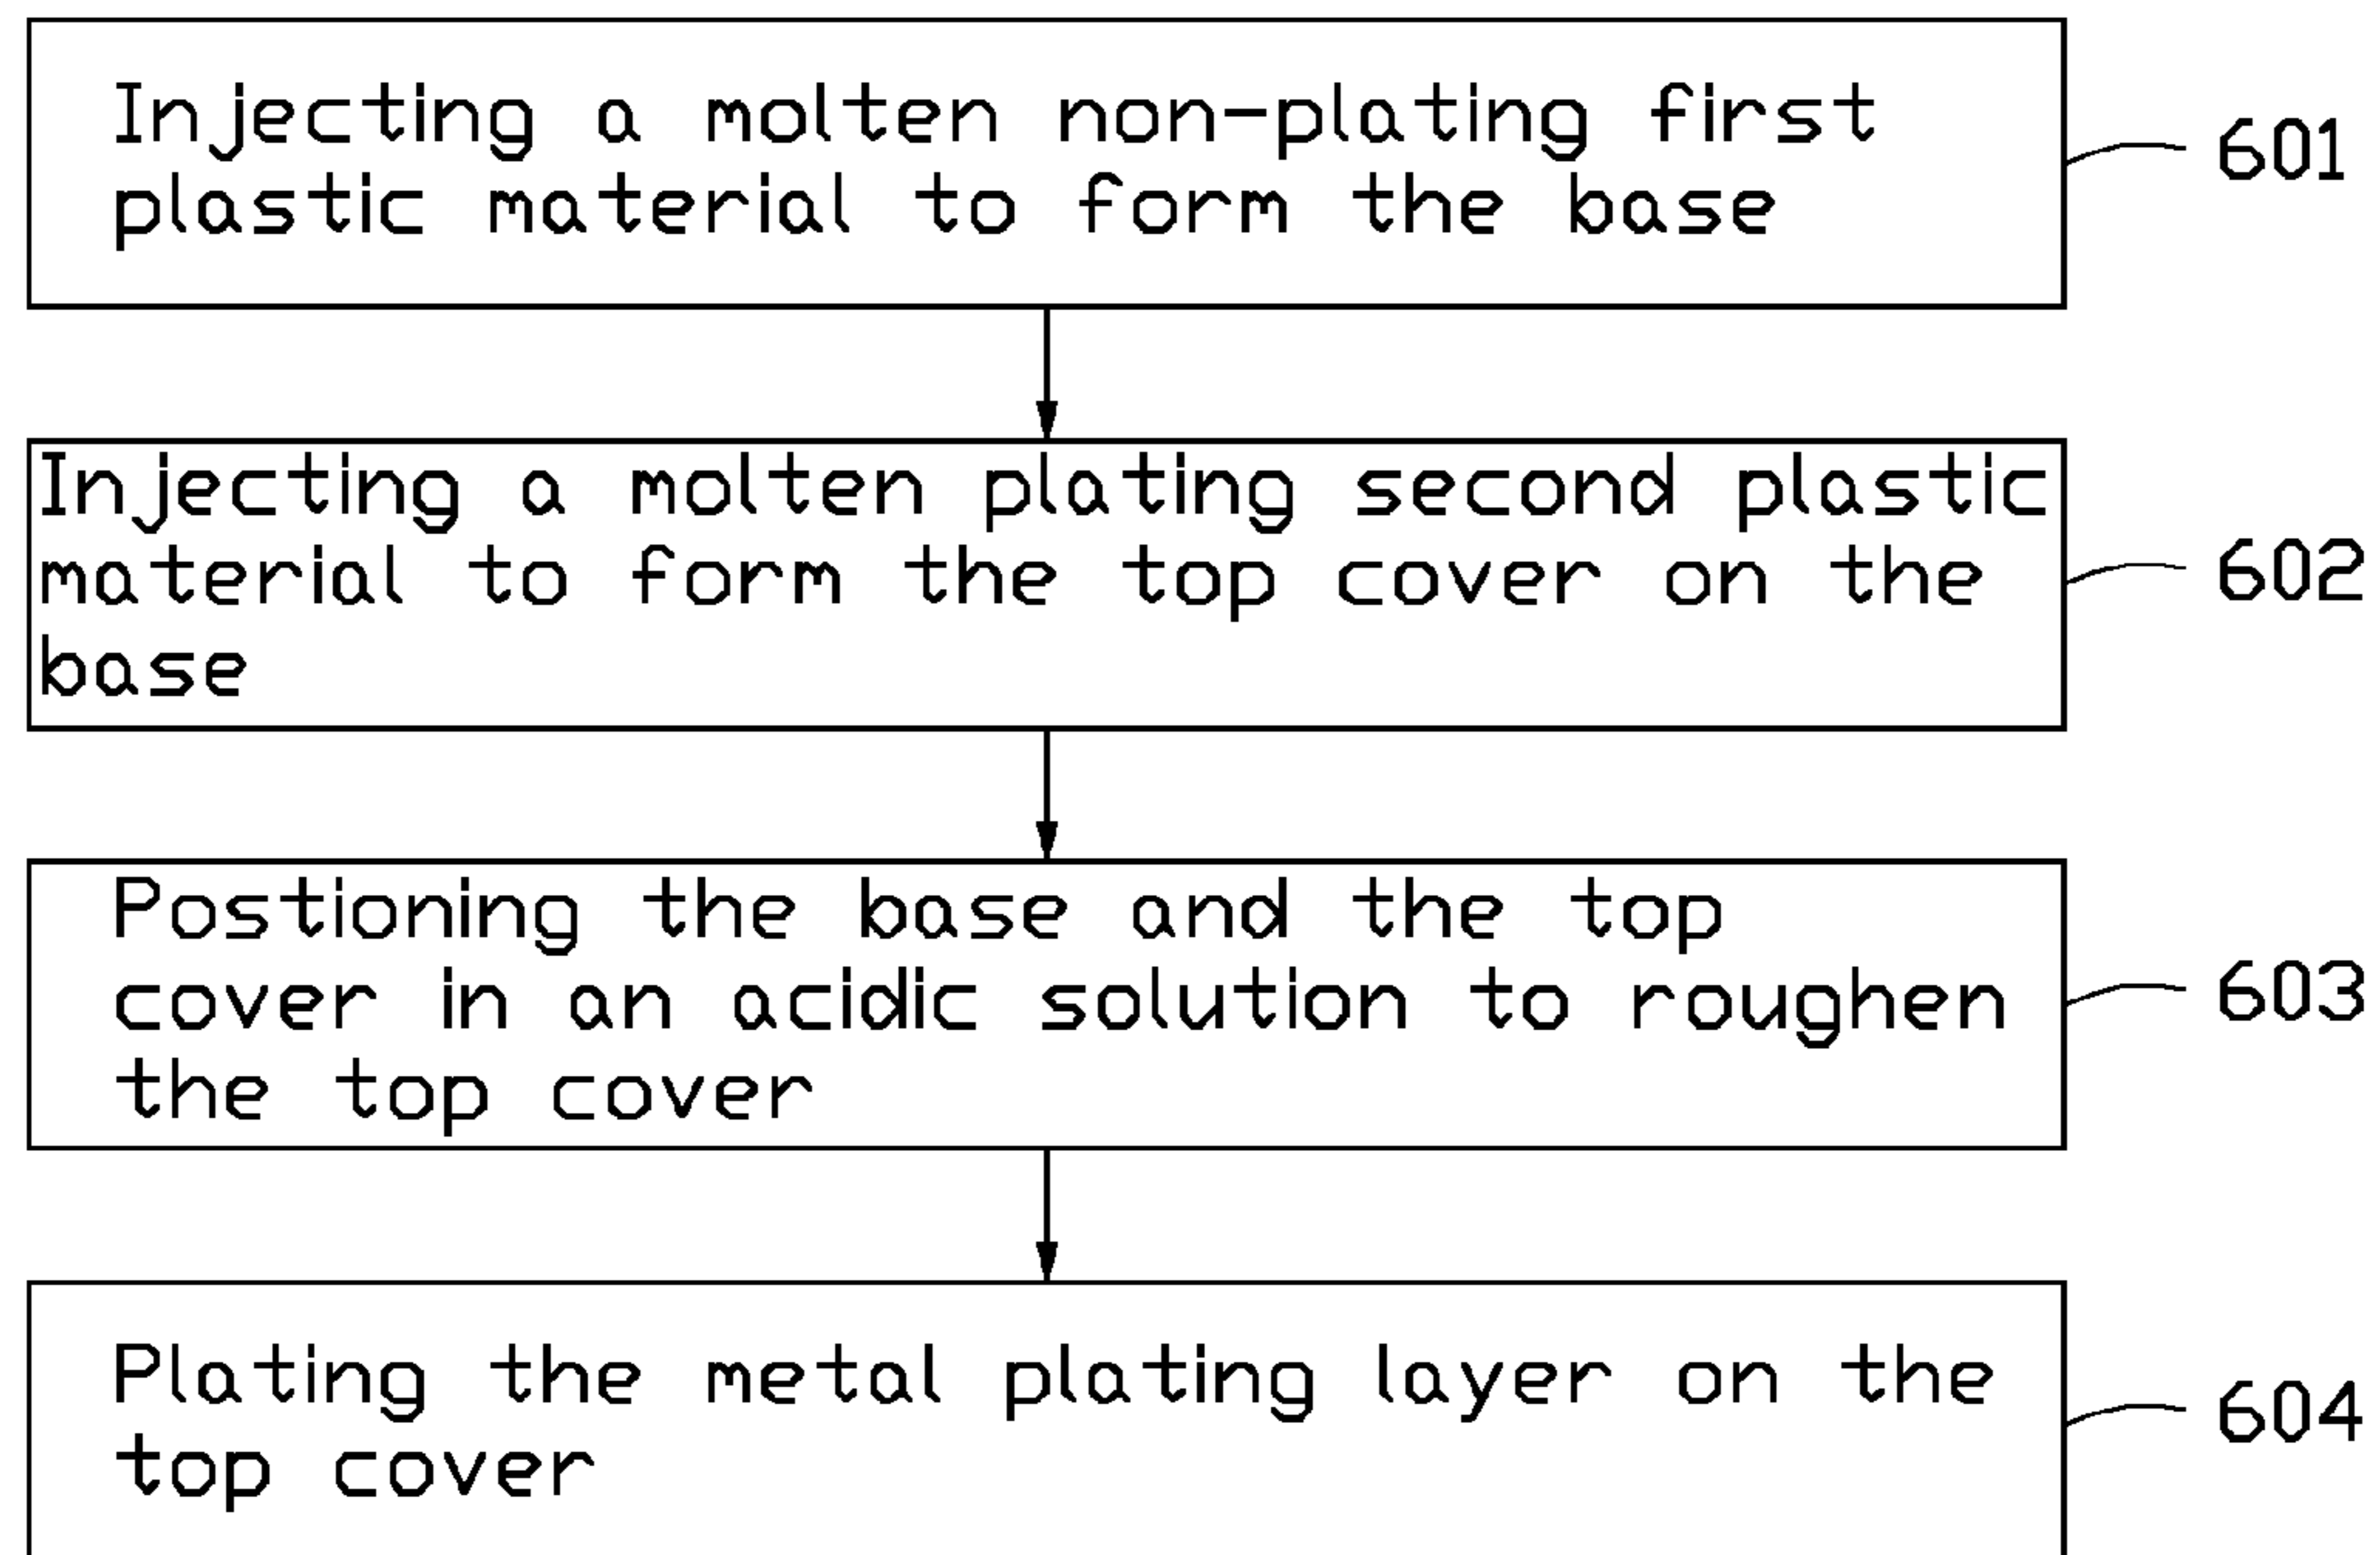 Injecting a molten non-plating first
plastic material to form the base
601
Injecting a molten plating second plastic
material to form the top cover on the
base
602
Postioning the base and the top
cover in an acidic solution to roughen
the top cover
603
Plating the metal plating layer on the
top cover
604